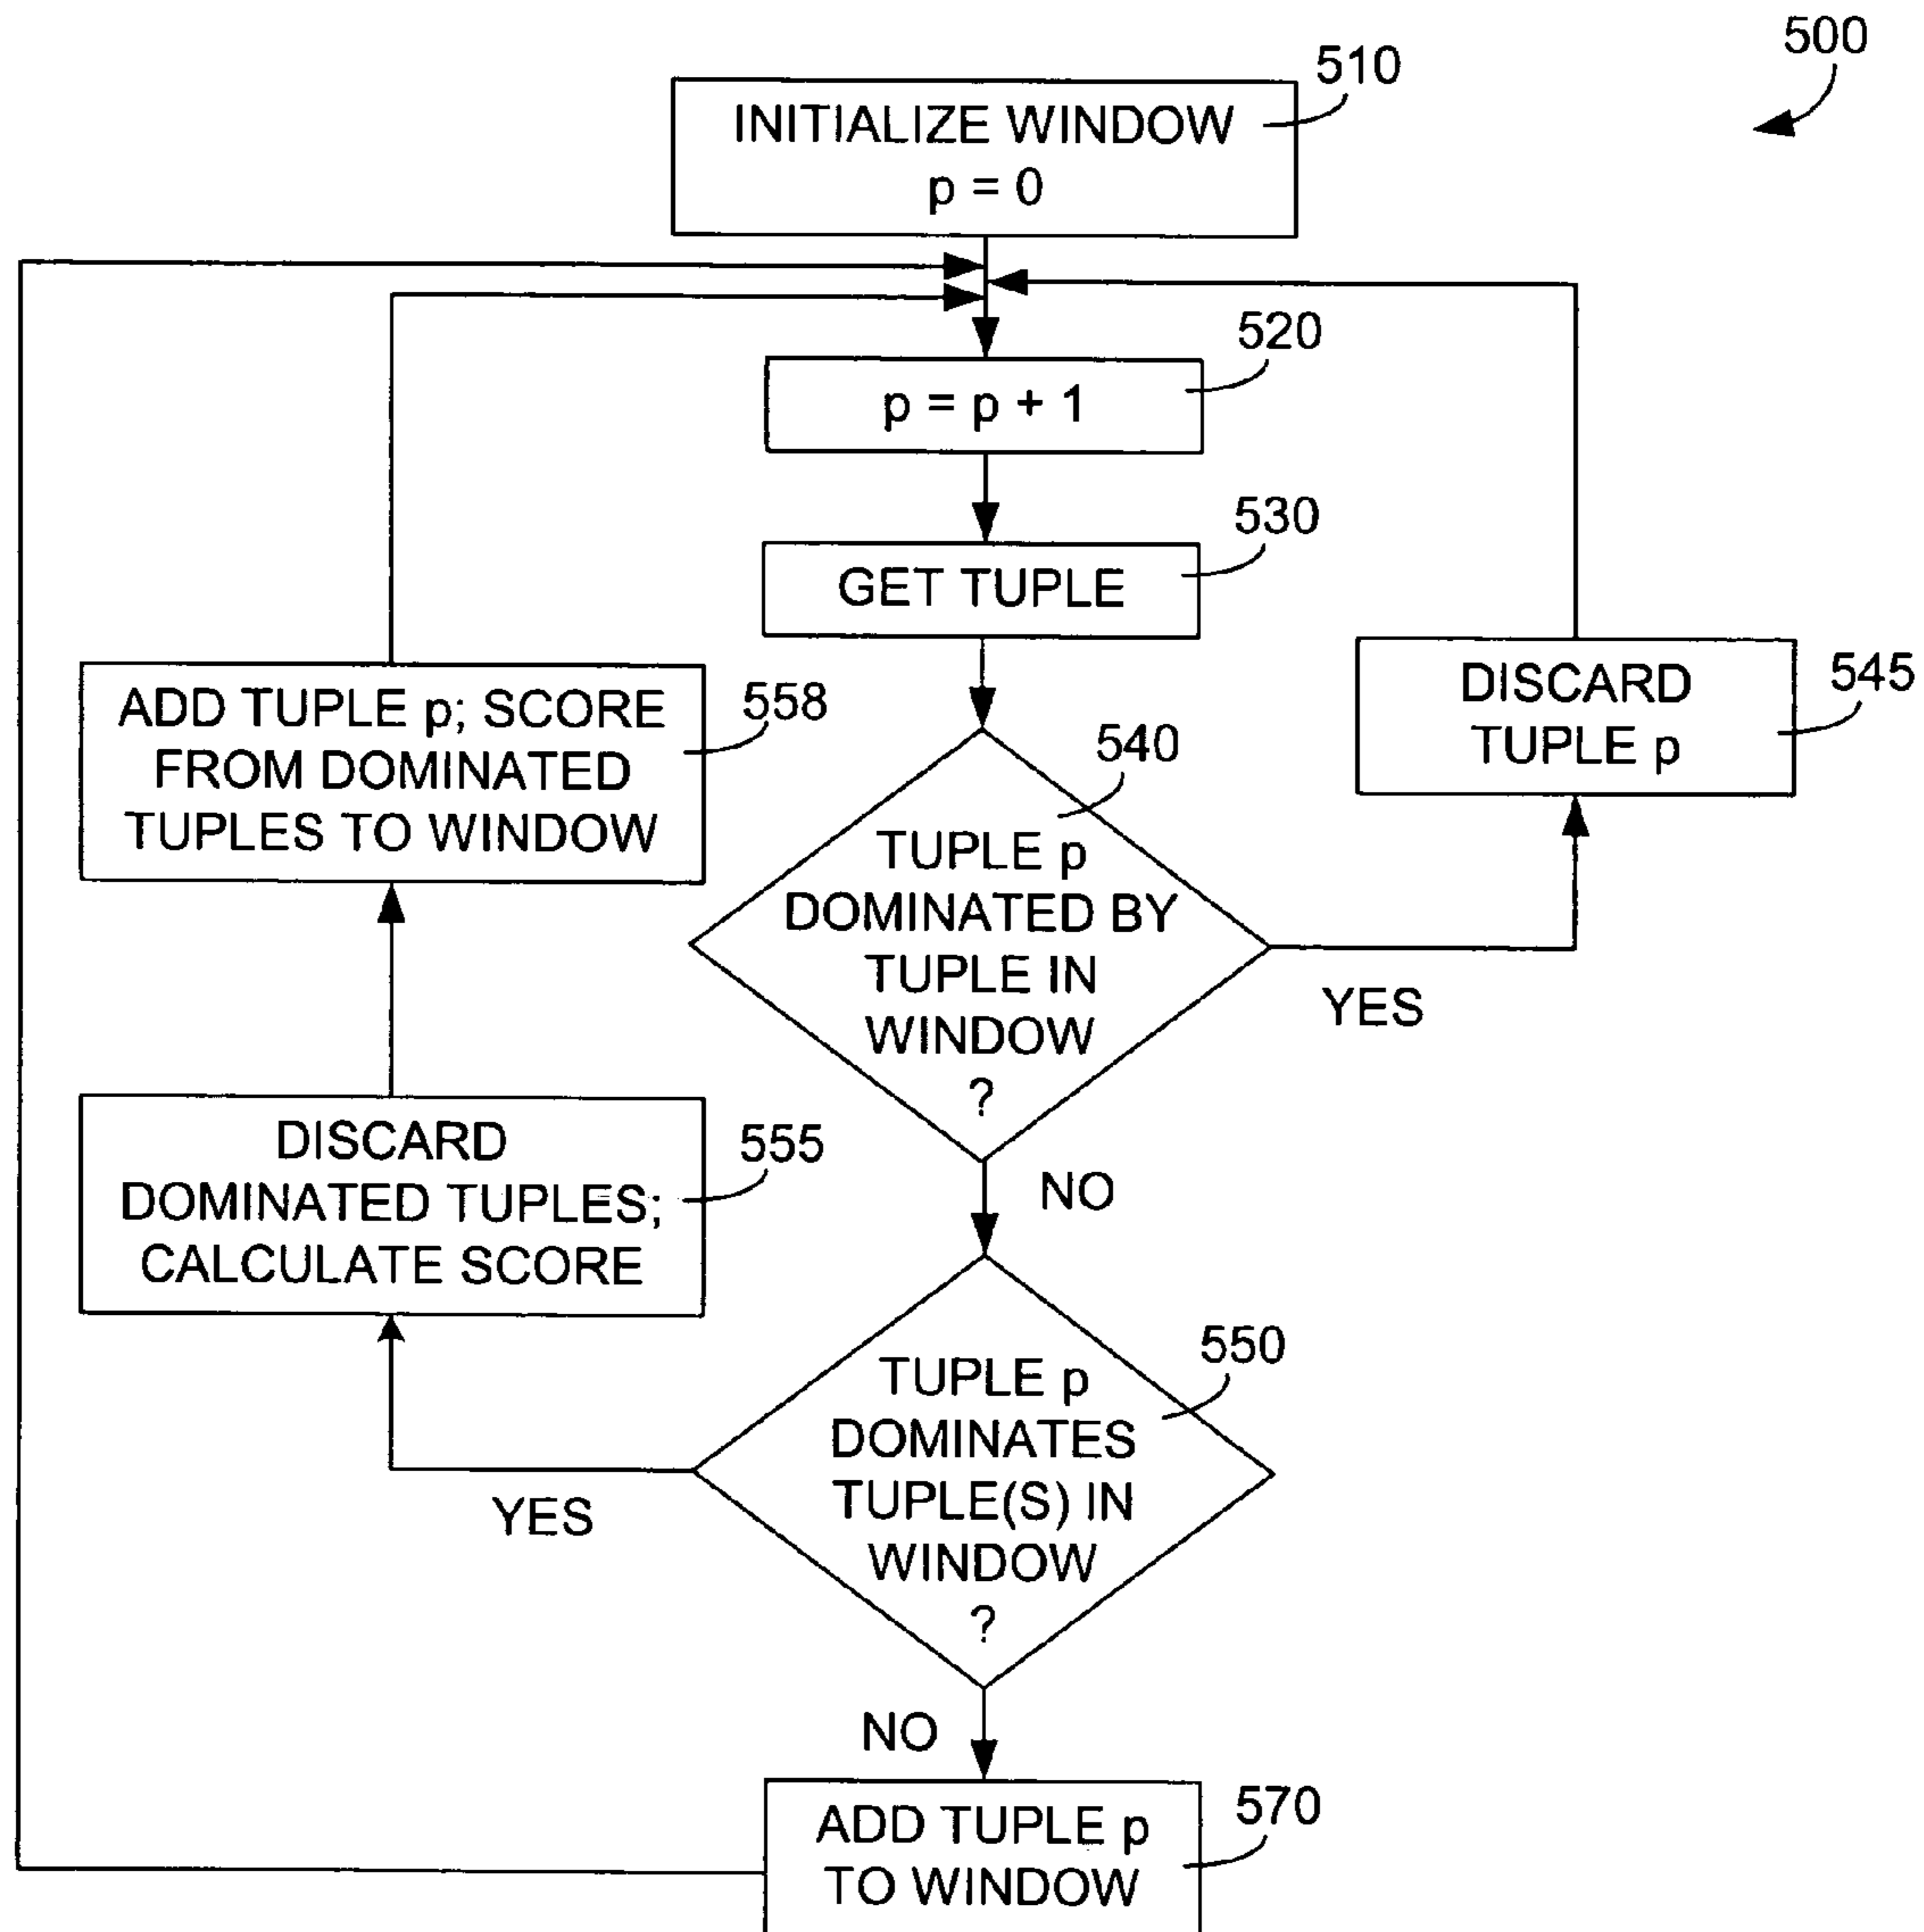 500
510
INITIALIZE WINDOW
p = 0
520
p = p + 1
530
GET TUPLE
ADD TUPLE p; SCORE
FROM DOMINATED
TUPLES TO WINDOW
558
DISCARD
TUPLE p
545
540
TUPLE p
DOMINATED BY
TUPLE IN
WINDOW
?
YES
NO
DISCARD
DOMINATED TUPLES;
CALCULATE SCORE
555
550
TUPLE p
DOMINATES
TUPLE(S) IN
WINDOW
?
YES
NO
570
ADD TUPLE p
TO WINDOW